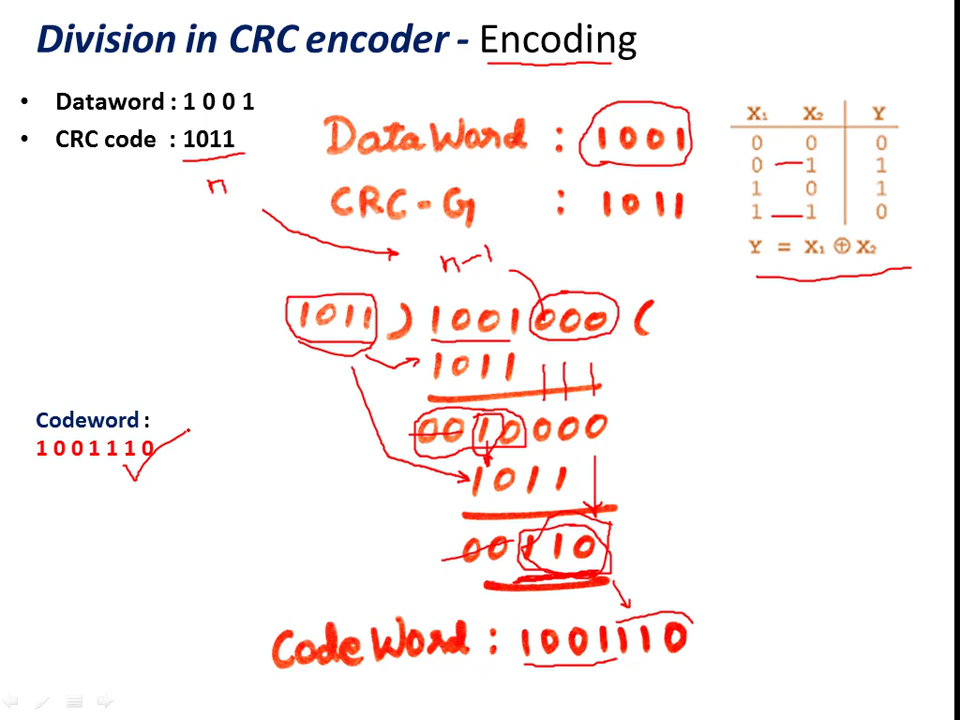 Division in CRC encoder - Encoding
• Dataword : 1 0 0 1
• CRC code : 1011
n
DataWord : 1001
CRC - G : 1011
X₁ X₂ Y
0 0 0
0 1 1
1 0 1
1 1 0
Y = X₁ ⊕ X₂
n-1
1011 ) 1001000 (
1011
0010000
1011
00110
Codeword :
1 0 0 1 1 1 0
CodeWord : 1001110